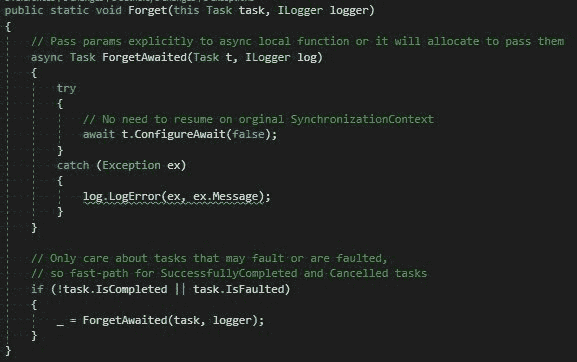 public static void Forget(this Task task, ILogger logger)
{
// Pass params explicitly to async local function or it will allocate to pass them
async Task ForgetAwaited(Task t, ILogger log)
{
try
{
// No need to resume on orginal SynchronizationContext
await t.ConfigureAwait(false);
}
catch (Exception ex)
{
log.LogError(ex, ex.Message);
}
}
// Only care about tasks that may fault or are faulted,
// so fast-path for SuccessfullyCompleted and Cancelled tasks
if (!task.IsCompleted || task.IsFaulted)
{
_ = ForgetAwaited(task, logger);
}
}